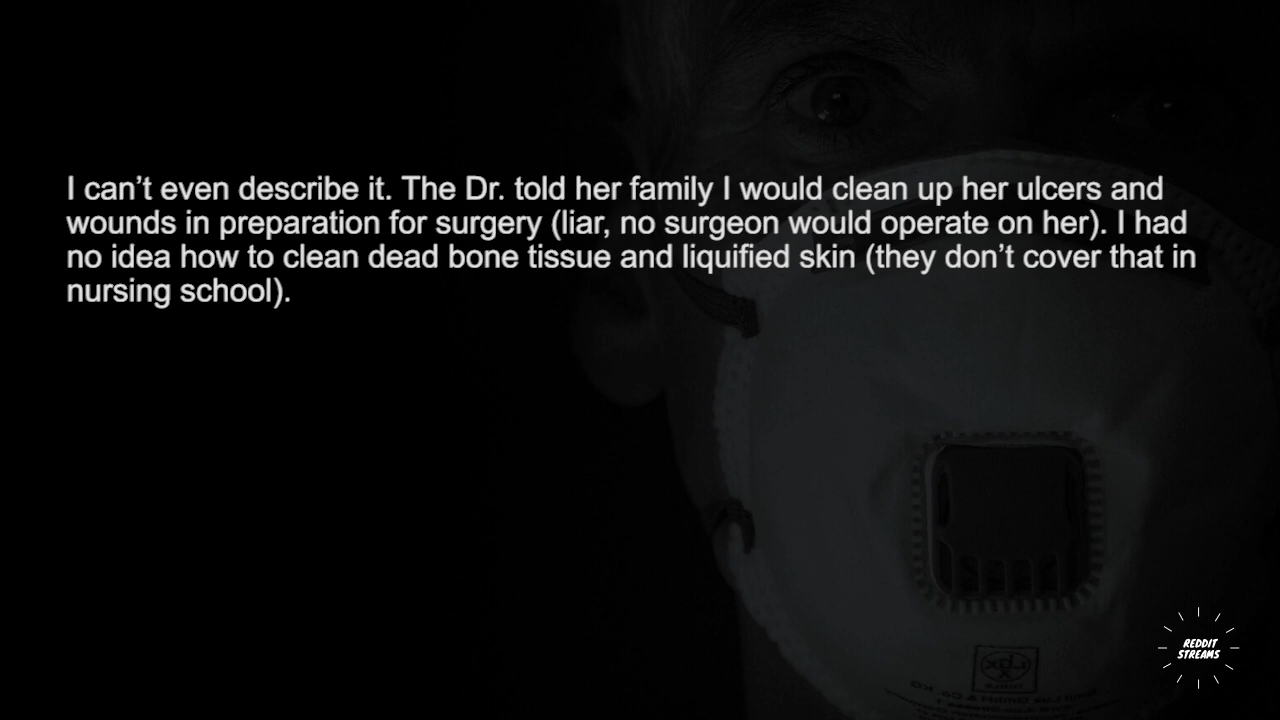 I can’t even describe it. The Dr. told her family I would clean up her ulcers and
wounds in preparation for surgery (liar, no surgeon would operate on her). I had
no idea how to clean dead bone tissue and liquified skin (they don’t cover that in
nursing school).
REDDIT
STREAMS